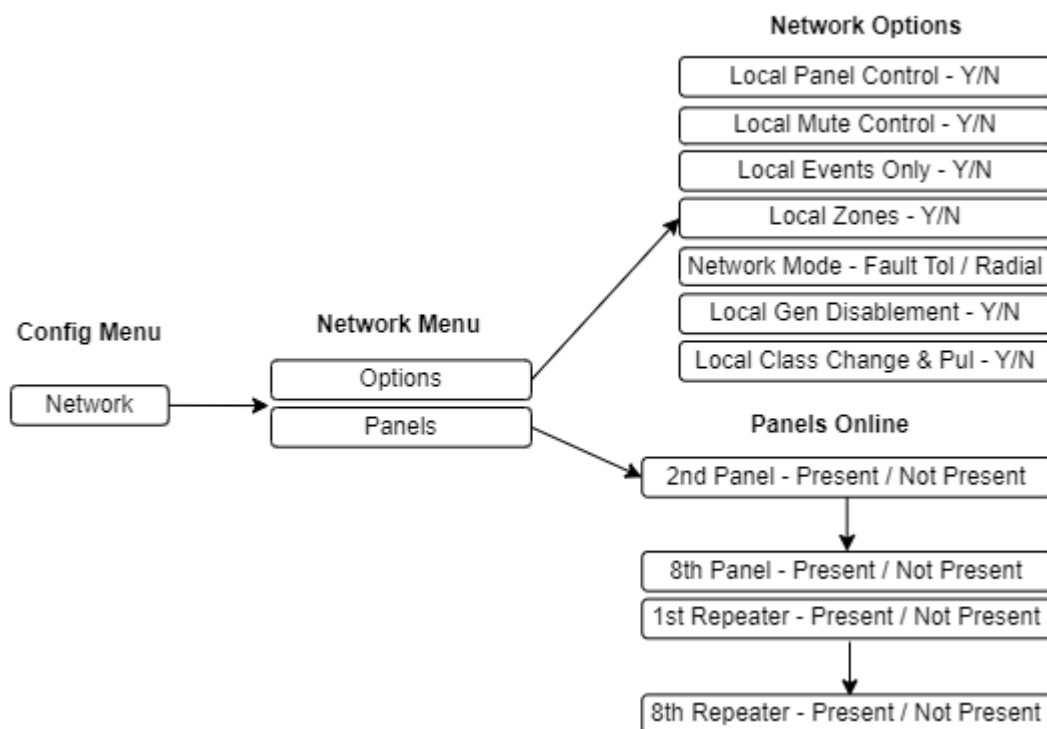 Network Options
Local Panel Control - Y/N
Local Mute Control - Y/N
Local Events Only - Y/N
Local Zones - Y/N
Network Mode - Fault Tol / Radial
Local Gen Disablement - Y/N
Local Class Change & Pul - Y/N
Config Menu
Network
Network Menu
Options
Panels
Panels Online
2nd Panel - Present / Not Present
8th Panel - Present / Not Present
1st Repeater - Present / Not Present
8th Repeater - Present / Not Present